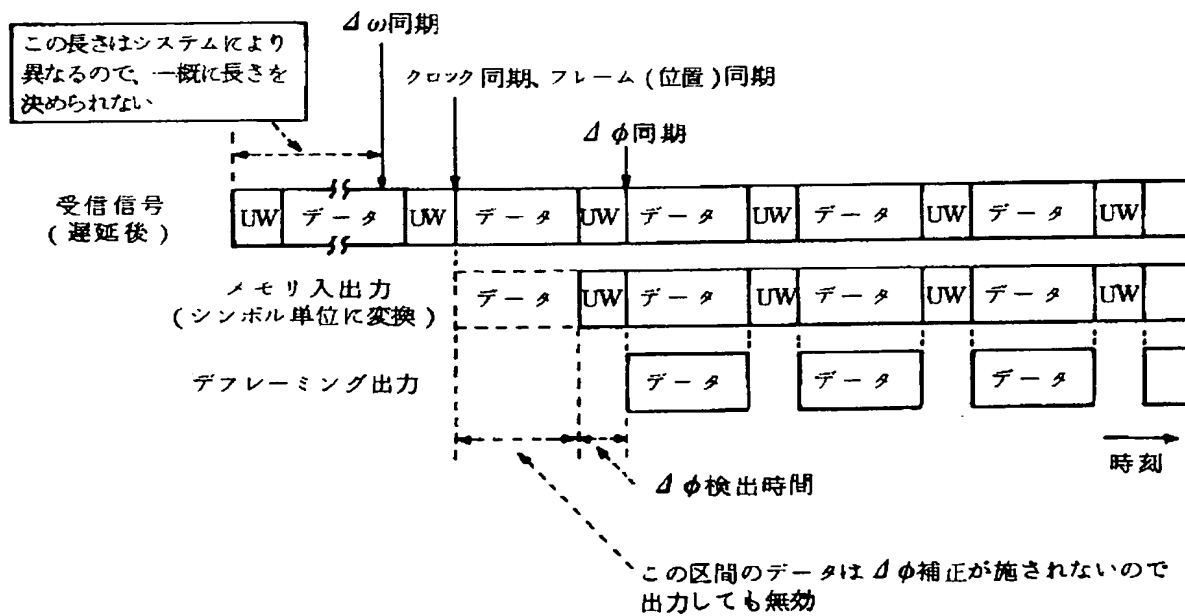 Δω同期
この長さはシステムにより
異なるので、一概に長さを
決められない
クロック同期、フレーム(位置)同期
Δφ同期
受信信号
(遅延後)
UW データ UW データ UW データ UW データ UW データ UW
メモリ入出力
(シンボル単位に変換)
データ UW データ UW データ UW データ UW
デフレーミング出力
データ データ データ
時刻
Δφ検出時間
この区間のデータはΔφ補正が施されないので
出力しても無効